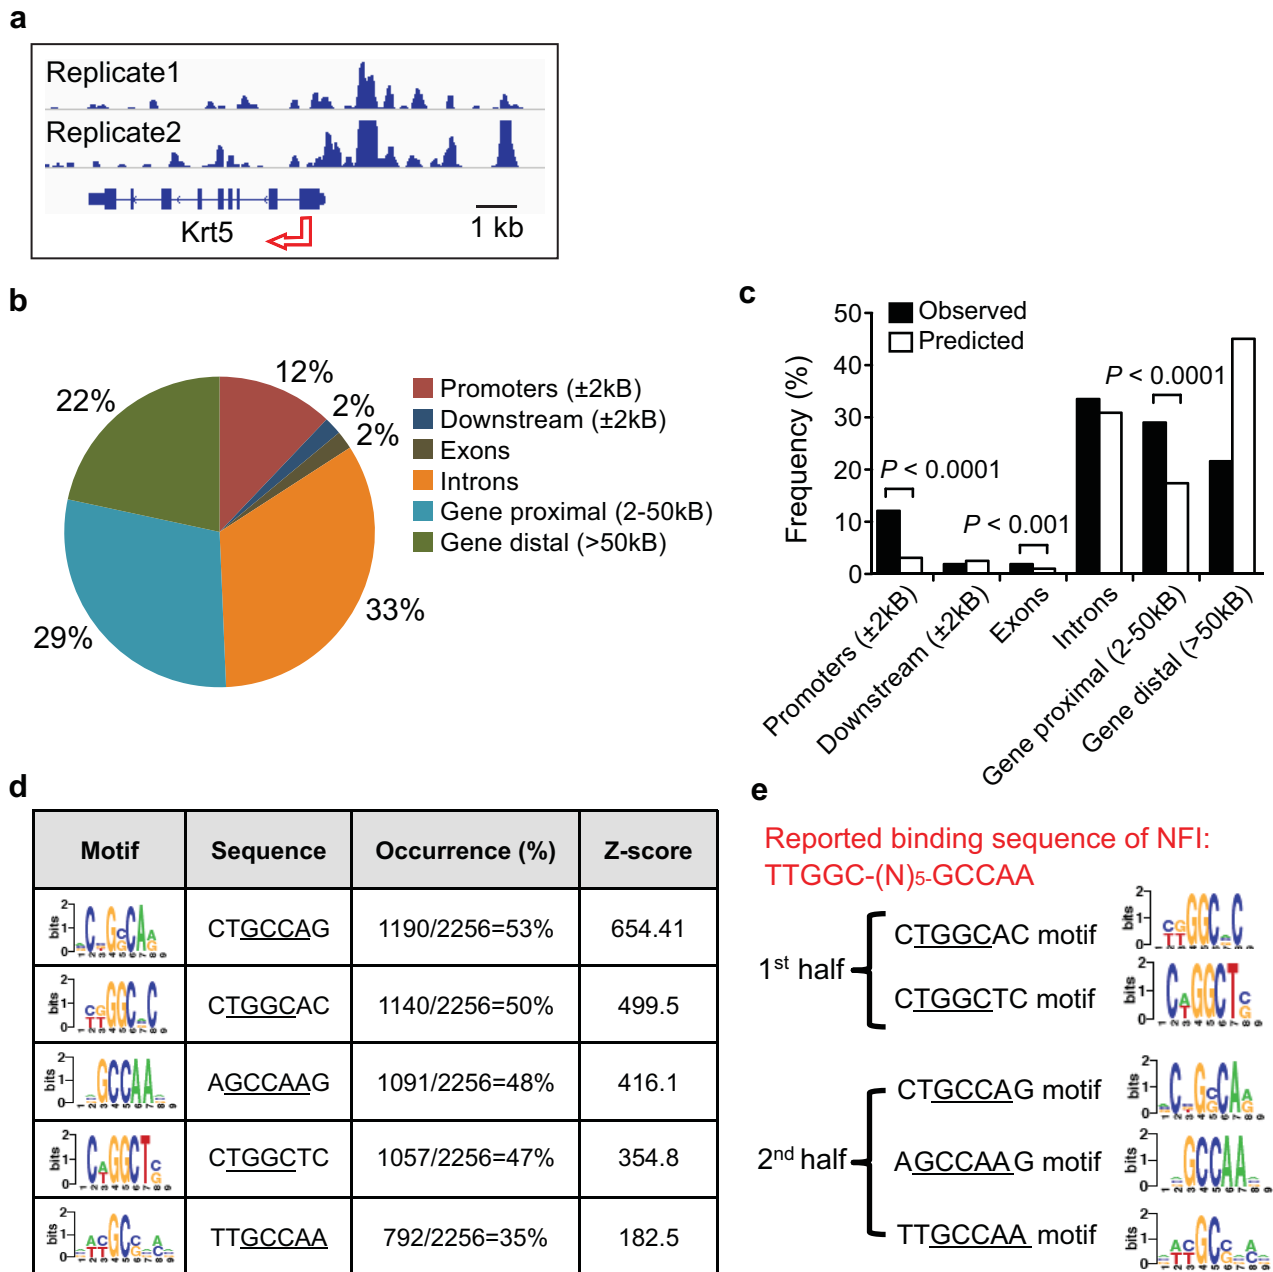 a
Replicate1
Replicate2
Krt5
1 kb
b
12%
2%
2%
22%
33%
29%
Promoters (±2kB)
Downstream (±2kB)
Exons
Introns
Gene proximal (2-50kB)
Gene distal (>50kB)
c
Observed
Predicted
Frequency (%)
50
40
30
20
10
0
P < 0.0001
P < 0.001
P < 0.0001
Promoters (±2kB)
Downstream (±2kB)
Exons
Introns
Gene proximal (2-50kB)
Gene distal (>50kB)
d
Motif Sequence Occurrence (%) Z-score
CTGCCAG 1190/2256=53% 654.41
CTGGCAC 1140/2256=50% 499.5
AGCCAAG 1091/2256=48% 416.1
CTGGCTC 1057/2256=47% 354.8
TTGCCAA 792/2256=35% 182.5
e
Reported binding sequence of NFI:
TTGGC-(N)5-GCCAA
1st half
CTGGCAC motif
CTGGCTC motif
2nd half
CTGCCAG motif
AGCCAAG motif
TTGCCAA motif